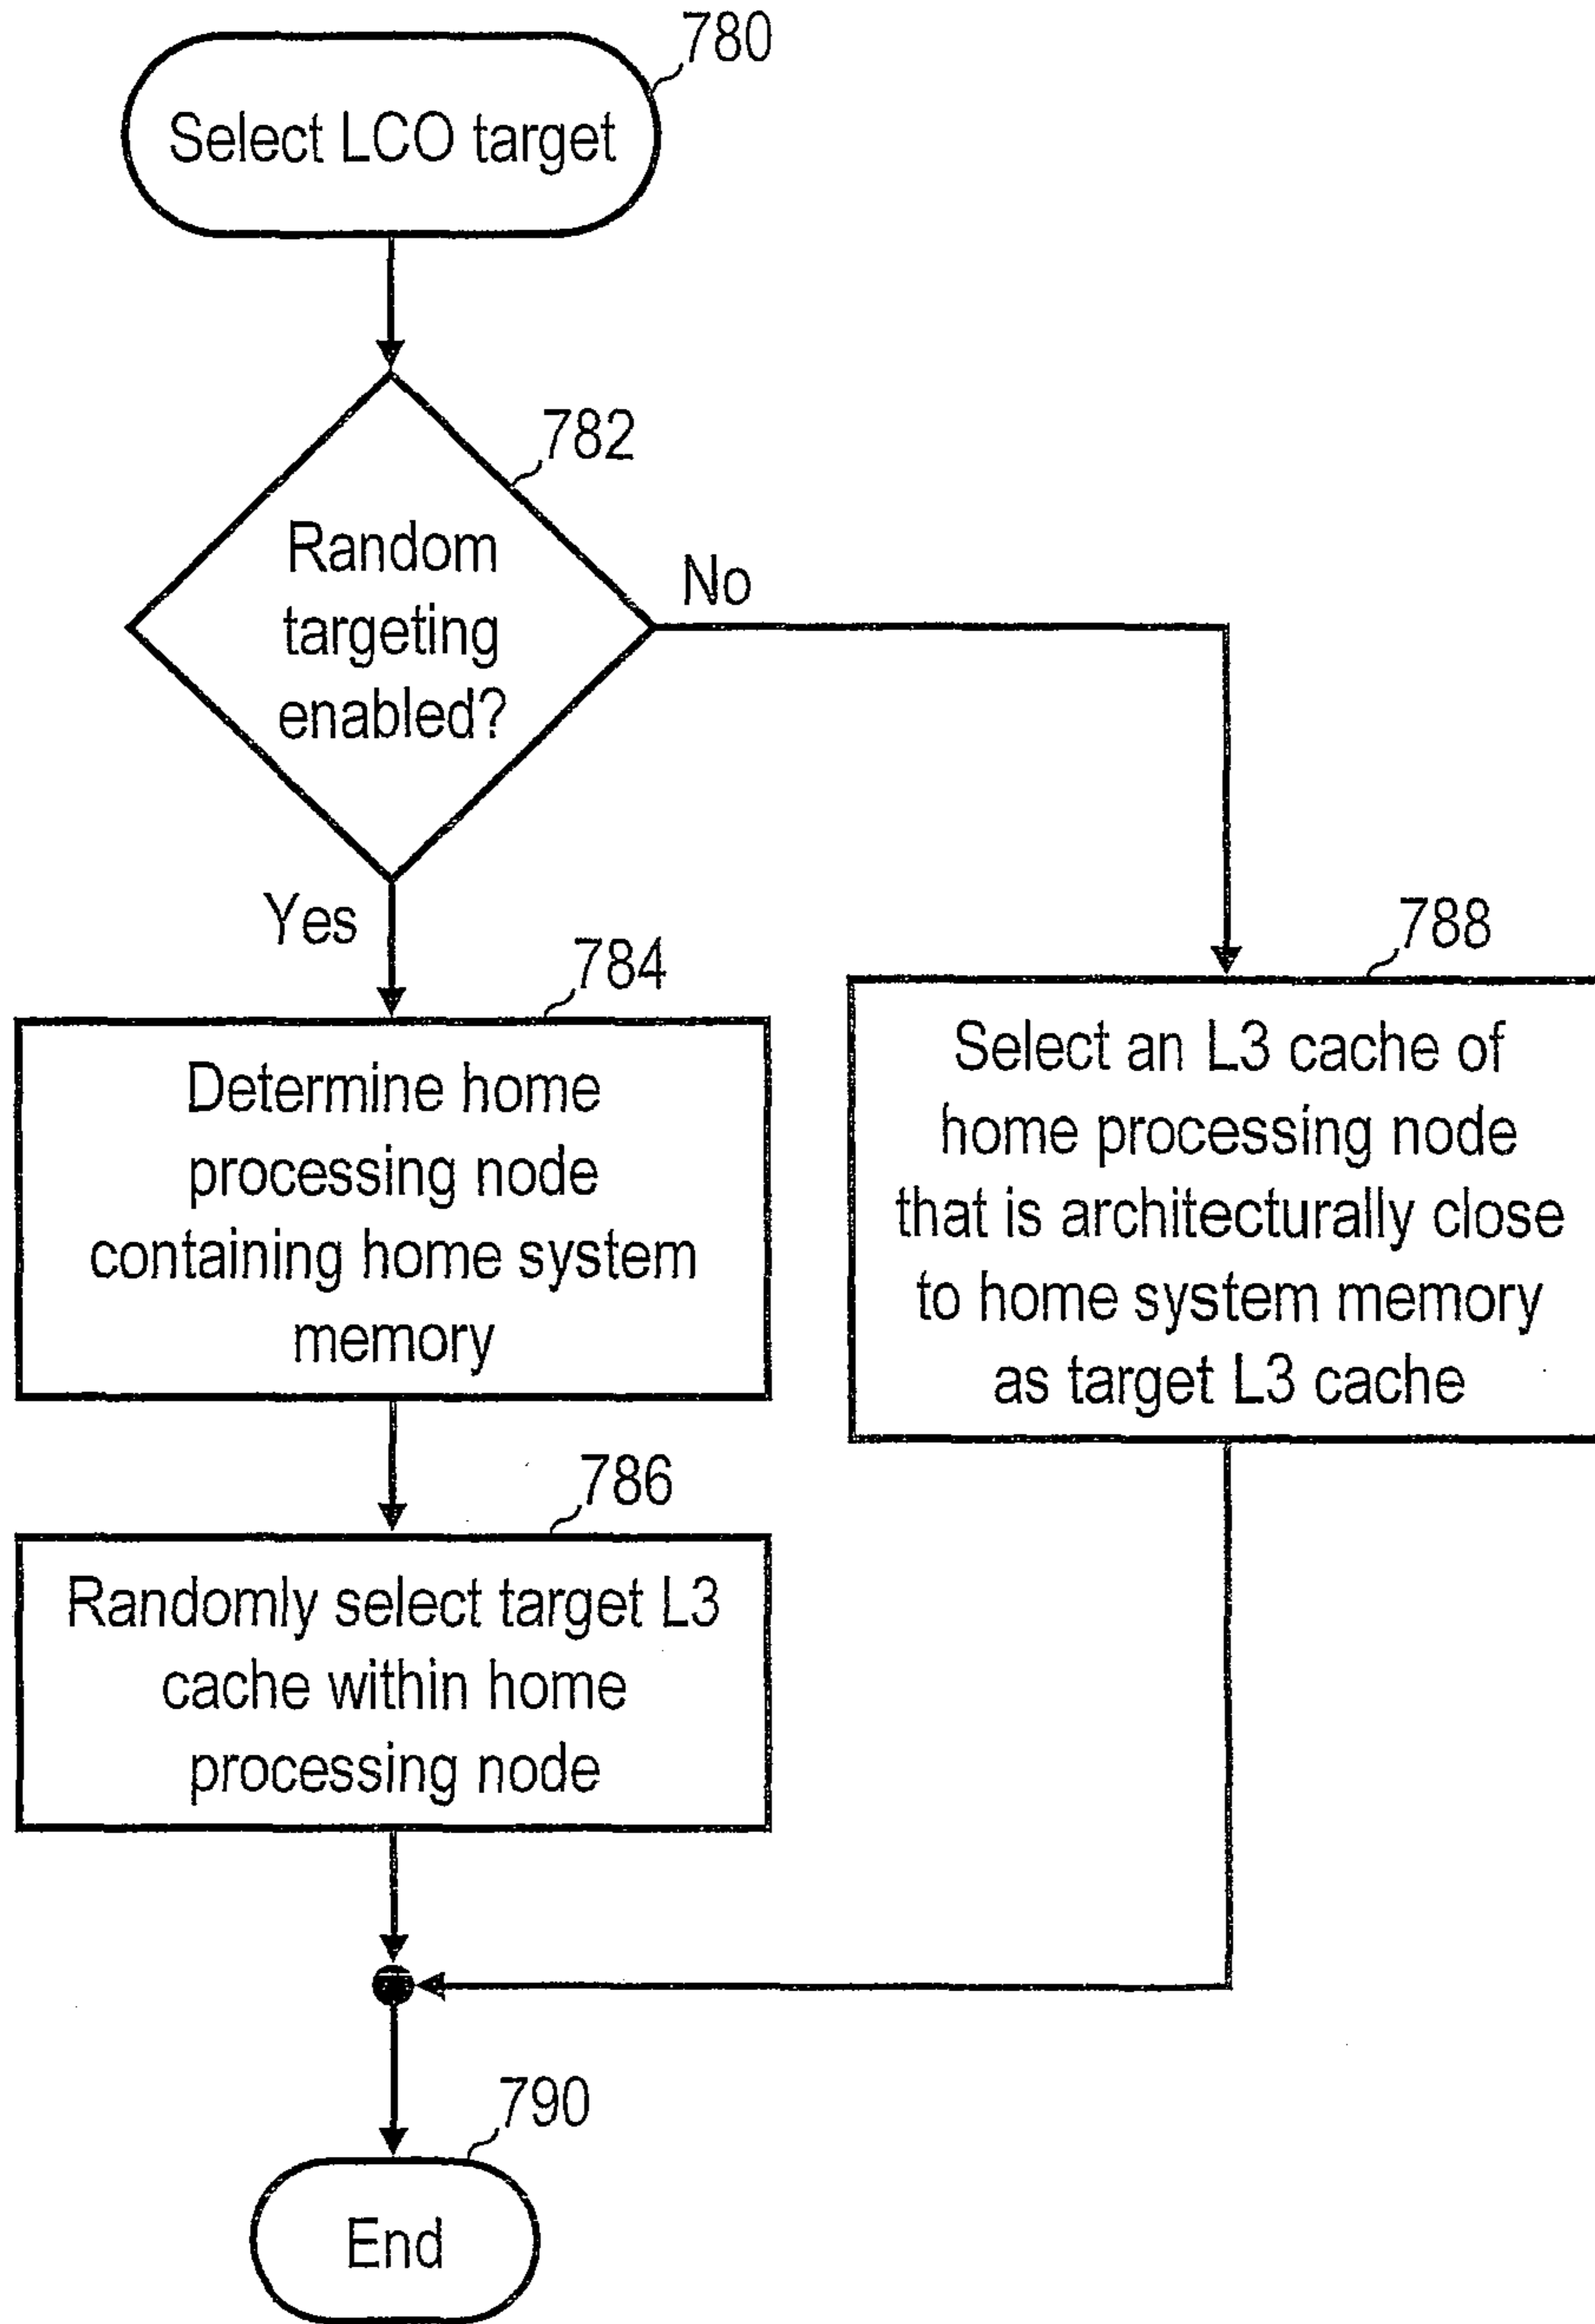 780
Select LCO target
782
Random
targeting
enabled?
No
Yes
784
Determine home
processing node
containing home system
memory
788
Select an L3 cache of
home processing node
that is architecturally close
to home system memory
as target L3 cache
786
Randomly select target L3
cache within home
processing node
790
End